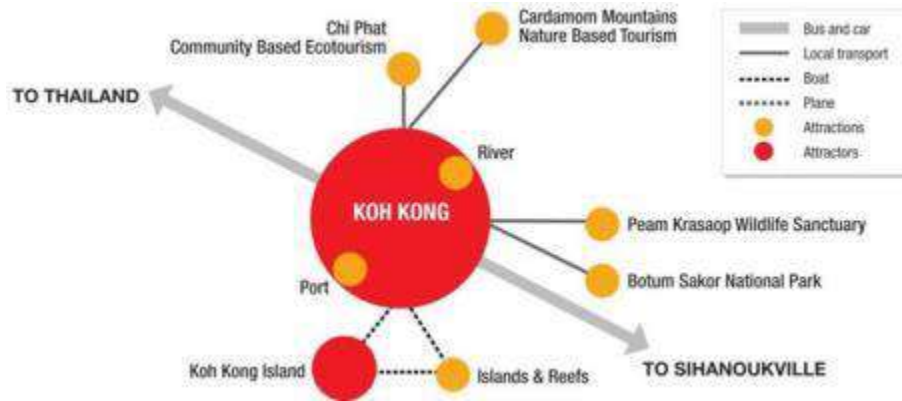 Chi Phat
Community Based Ecotourism
Cardamom Mountains
Nature Based Tourism
Bus and car
Local transport
Boat
Plane
Attractions
Attractors
TO THAILAND
River
KOH KONG
Peam Krasaop Wildlife Sanctuary
Botum Sakor National Park
Port
Koh Kong Island
Islands & Reefs
TO SIHANOUKVILLE